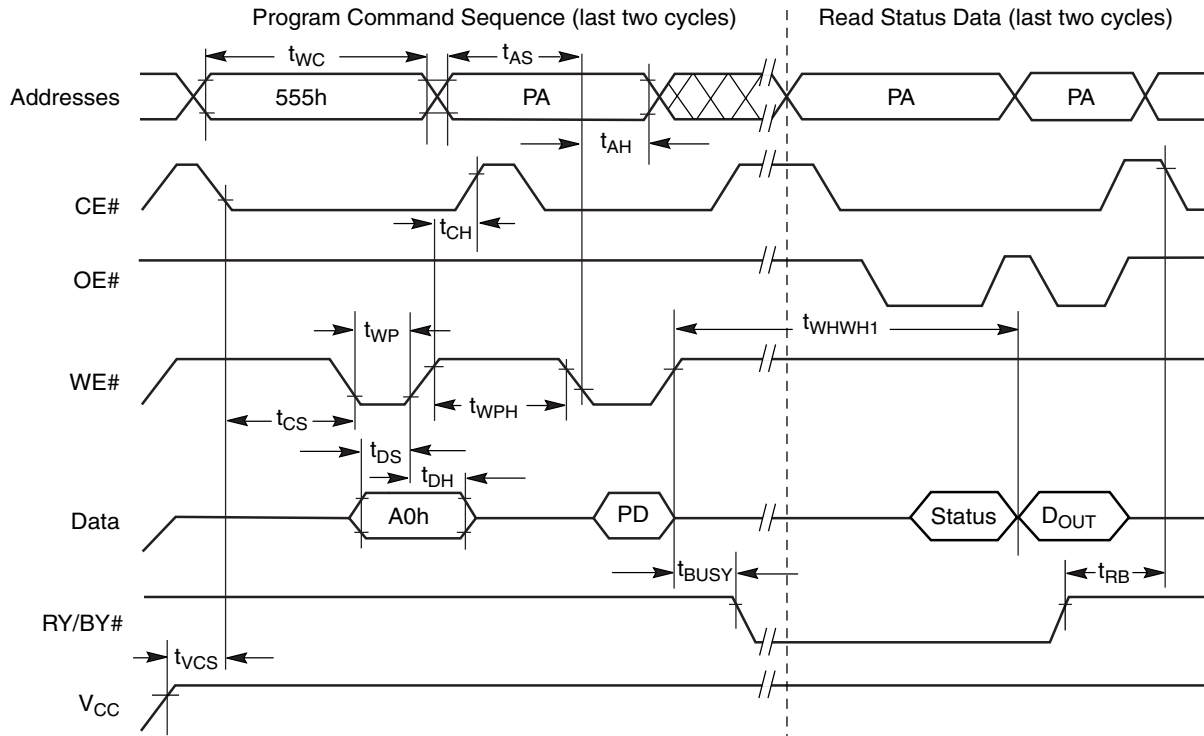 Program Command Sequence (last two cycles)
Read Status Data (last two cycles)
tWC
tAS
Addresses
555h
PA
PA
PA
tAH
CE#
tCH
OE#
tWHWH1
tWP
WE#
tWPH
tCS
tDS
tDH
Data
A0h
PD
Status
DOUT
tBUSY
tRB
RY/BY#
tVCS
VCC